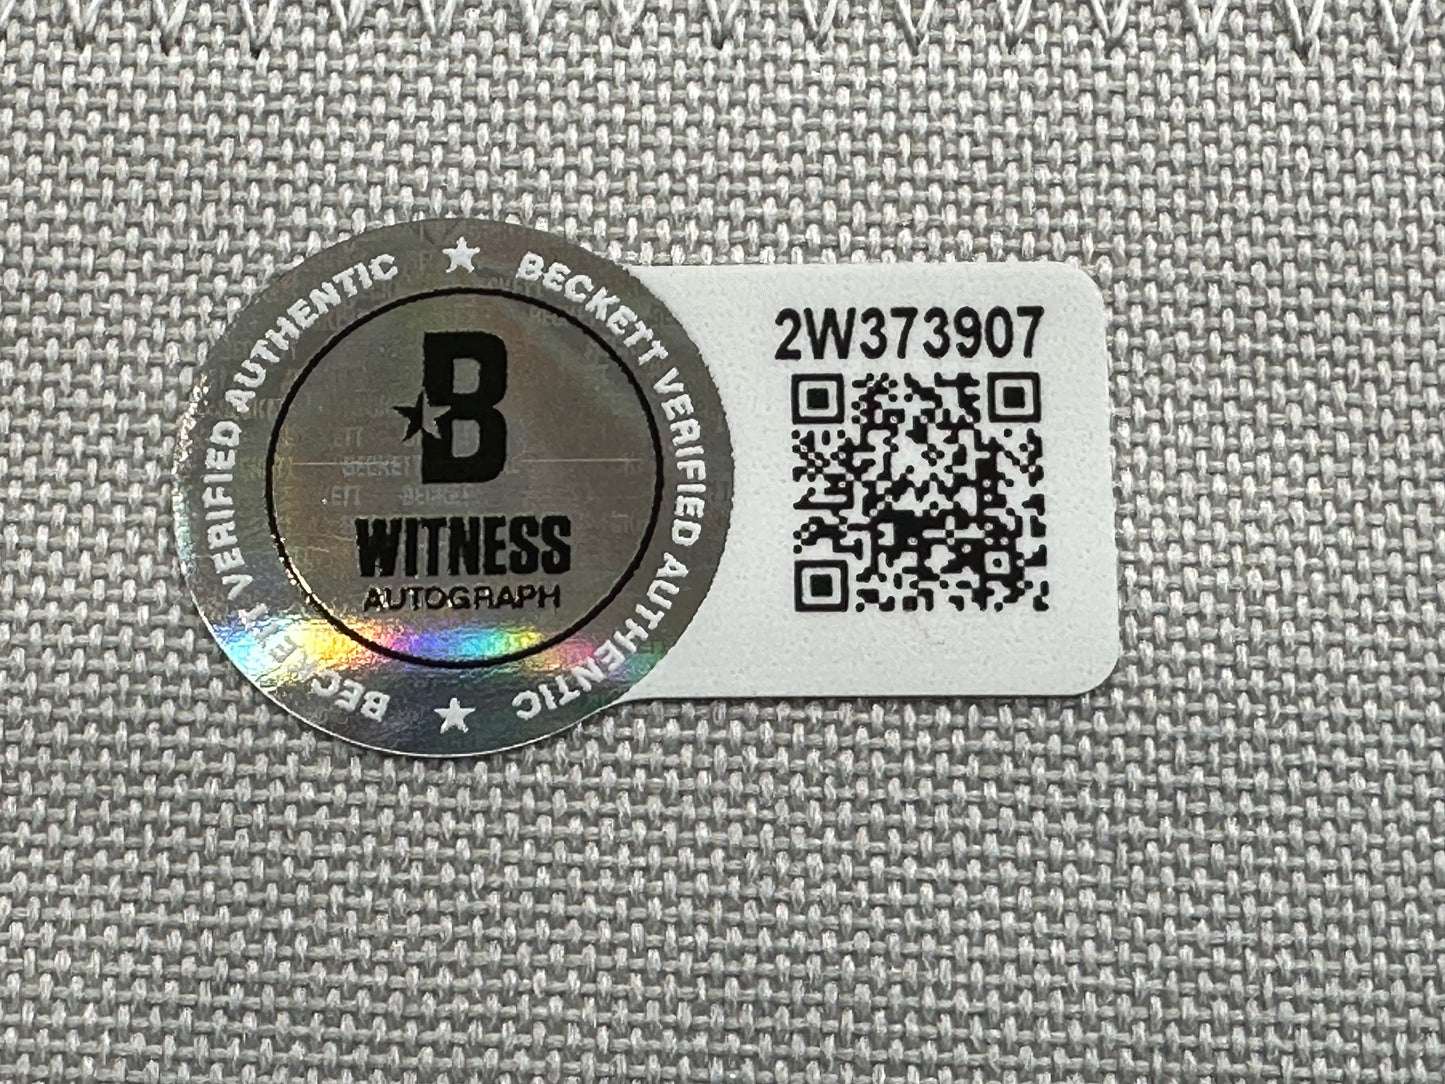 BECKETT VERIFIED AUTHENTIC
BECKETT VERIFIED AUTHENTIC
B
WITNESS
AUTOGRAPH
2W373907